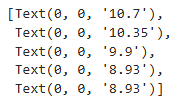 [Text(0, 0, '10.7'),
Text(0, 0, '10.35'),
Text(0, 0, '9.9'),
Text(0, 0, '8.93'),
Text(0, 0, '8.93')]